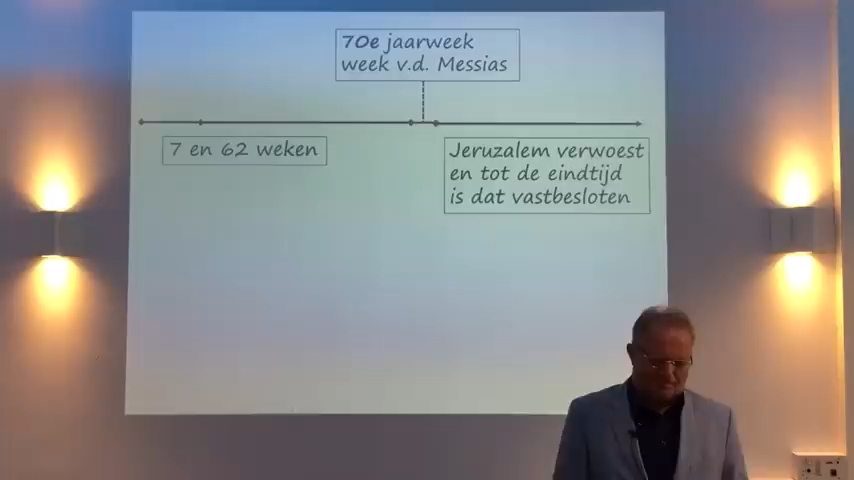 70e jaarweek
week v.d. Messias
7 en 62 weken
Jeruzalem verwoest
en tot de eindtijd
is dat vastbesloten